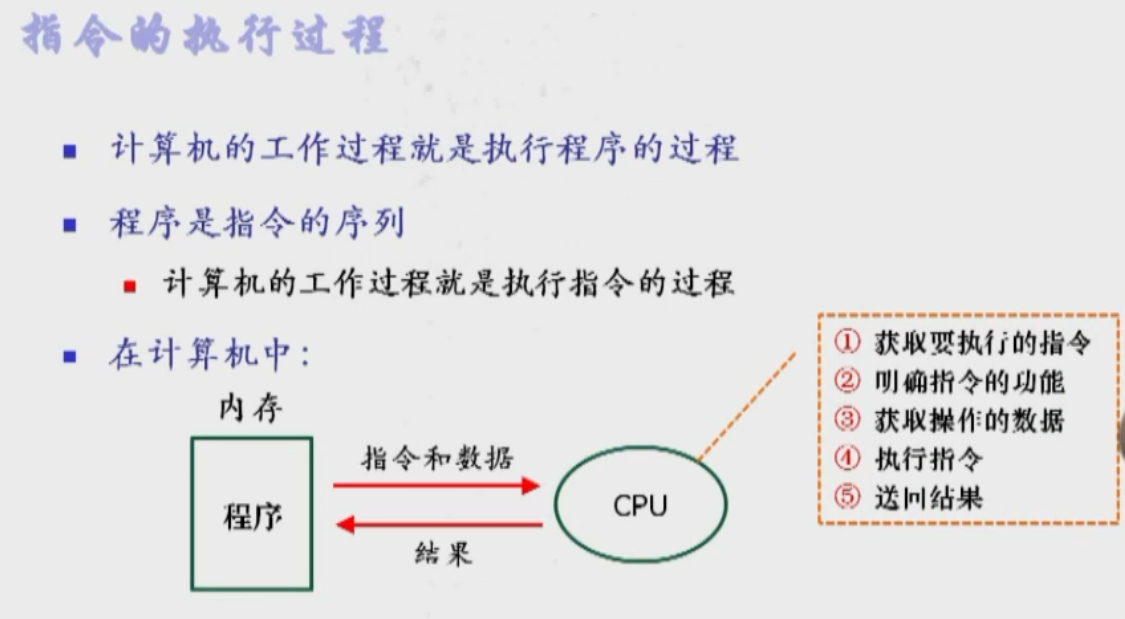 指令的执行过程
计算机的工作过程就是执行程序的过程
程序是指令的序列
计算机的工作过程就是执行指令的过程
在计算机中：
内存
程序
指令和数据
结果
CPU
① 获取要执行的指令
② 明确指令的功能
③ 获取操作的数据
④ 执行指令
⑤ 送回结果